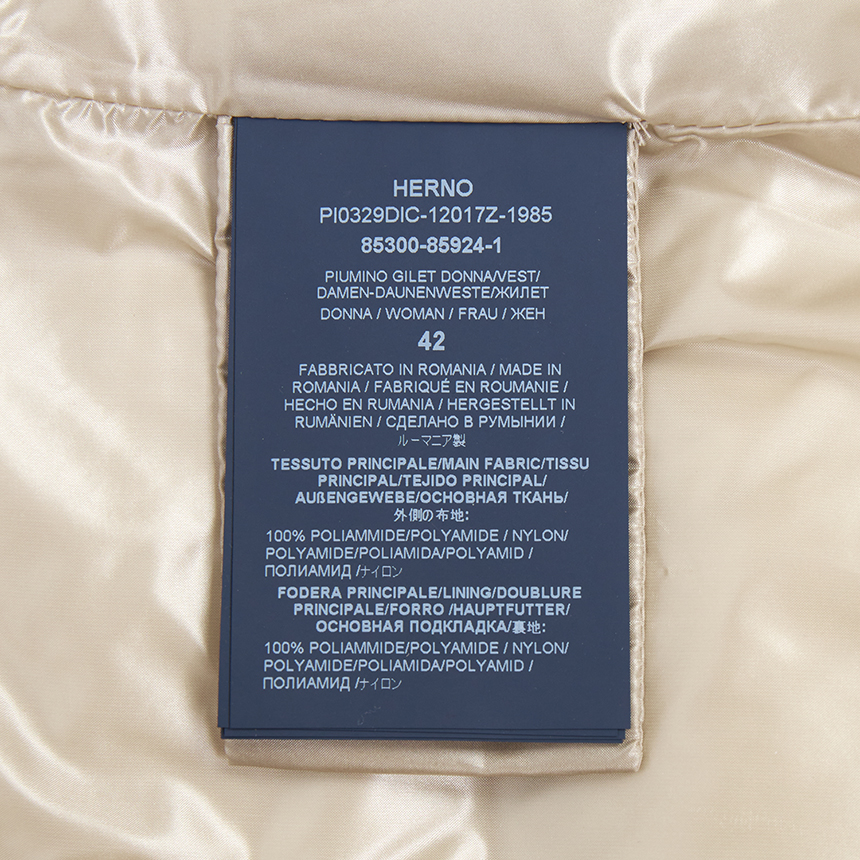 HERNO
PI0329DIC-12017Z-1985
85300-85924-1
PIUMINO GILET DONNA/VEST/
DAMEN-DAUNENWESTE/ЖИЛЕТ
DONNA / WOMAN / FRAU / ЖЕН
42
FABBRICATO IN ROMANIA / MADE IN
ROMANIA / FABRIQUÉ EN ROUMANIE /
HECHO EN RUMANIA / HERGESTELLT IN
RUMÄNIEN / СДЕЛАНО В РУМЫНИИ /
ルーマニア製
TESSUTO PRINCIPALE/MAIN FABRIC/TISSU
PRINCIPAL/TEJIDO PRINCIPAL/
AUßENGEWEBE/ОСНОВНАЯ ТКАНЬ/
外側の布地:
100% POLIAMMIDE/POLYAMIDE / NYLON/
POLYAMIDE/POLIAMIDA/POLYAMID /
ПОЛИАМИД /ナイロン
FODERA PRINCIPALE/LINING/DOUBLURE
PRINCIPALE/FORRO /HAUPTFUTTER/
ОСНОВНАЯ ПОДКЛАДКА/裏地:
100% POLIAMMIDE/POLYAMIDE / NYLON/
POLYAMIDE/POLIAMIDA/POLYAMID /
ПОЛИАМИД /ナイロン